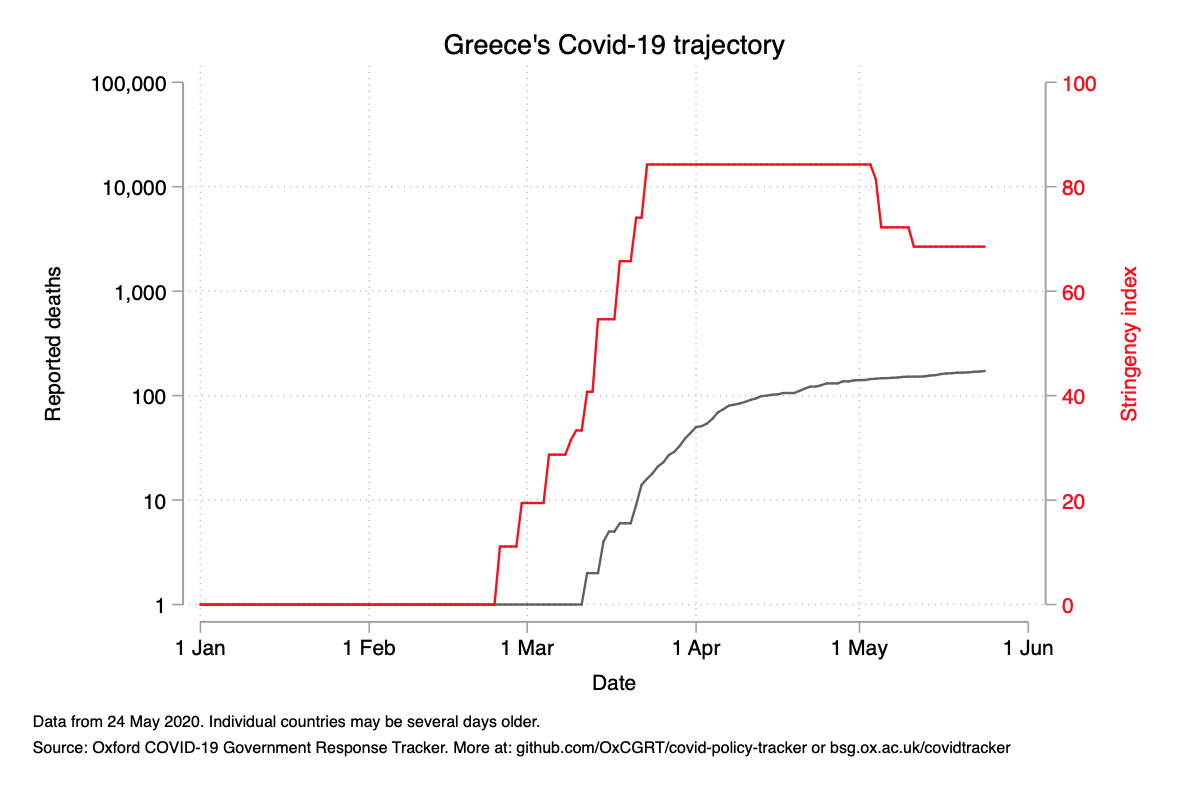 Greece's Covid-19 trajectory
100,000
10,000
1,000
100
10
1
Reported deaths
100
80
60
40
20
0
Stringency index
1 Jan
1 Feb
1 Mar
1 Apr
1 May
1 Jun
Date
Data from 24 May 2020. Individual countries may be several days older.
Source: Oxford COVID-19 Government Response Tracker. More at: github.com/OxCGRT/covid-policy-tracker or bsg.ox.ac.uk/covidtracker